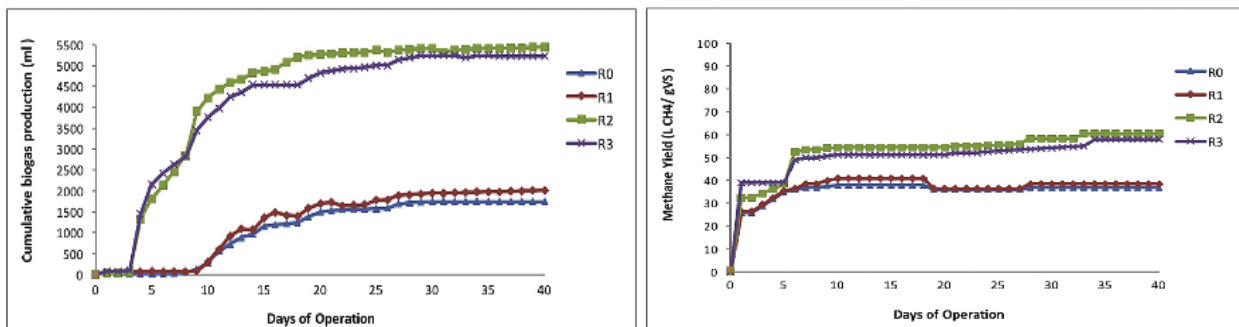 Cumulative biogas production (ml)
5500
5000
4500
4000
3500
3000
2500
2000
1500
1000
500
0
0 5 10 15 20 25 30 35 40
Days of Operation
R0
R1
R2
R3
Methane Yield (L CH4/ gVS)
100
90
80
70
60
50
40
30
20
10
0
0 5 10 15 20 25 30 35 40
Days of Operation
R0
R1
R2
R3